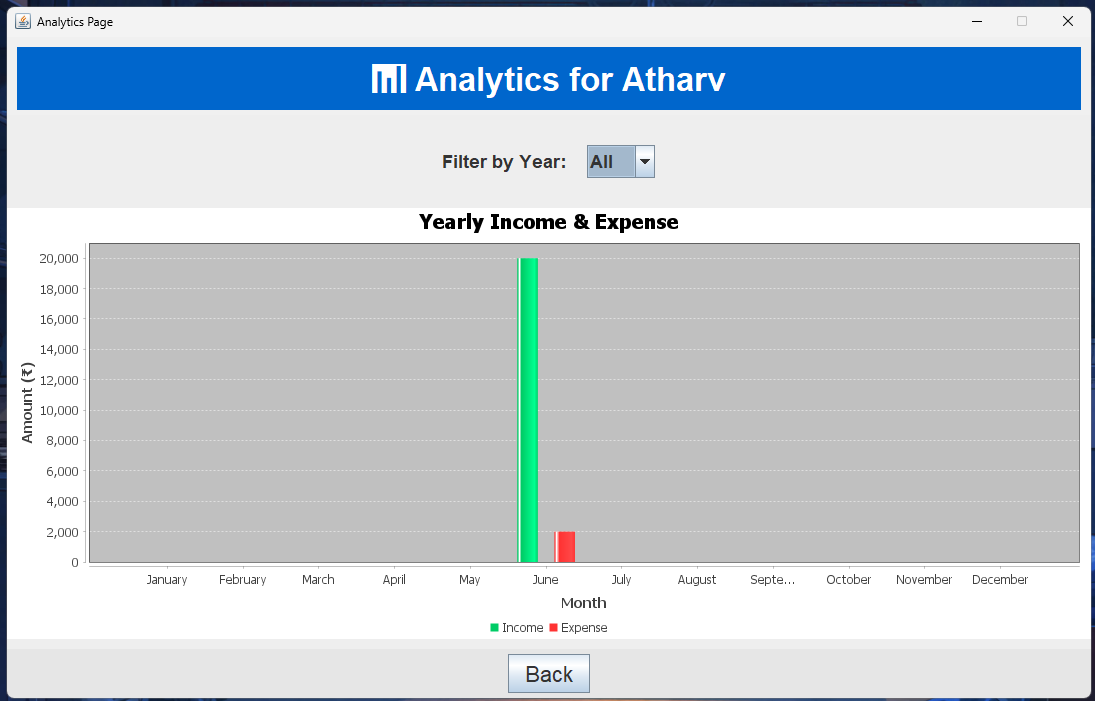 Analytics Page
Analytics for Atharv
Filter by Year: All
Yearly Income & Expense
20,000
18,000
16,000
14,000
12,000
10,000
8,000
6,000
4,000
2,000
0
Amount (₹)
January February March April May June July August Septe... October November December
Month
Income Expense
Back